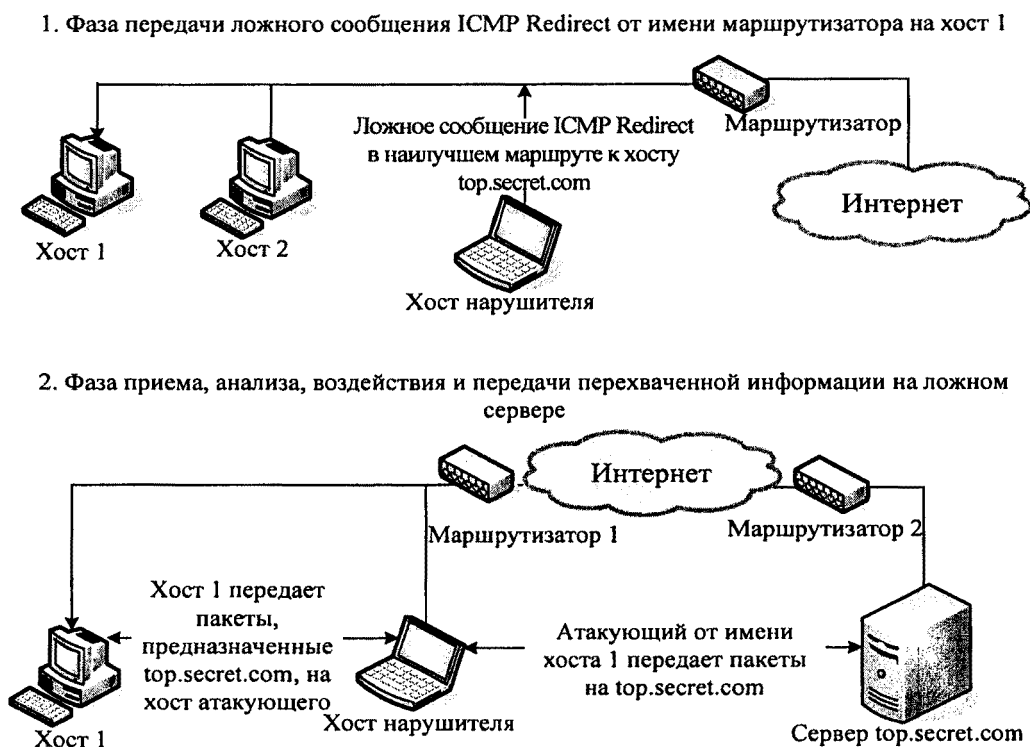 1. Фаза передачи ложного сообщения ICMP Redirect от имени маршрутизатора на хост 1
Маршрутизатор
Ложное сообщение ICMP Redirect
в наилучшем маршруте к хосту
top.secret.com
Интернет
Хост 1
Хост 2
Хост нарушителя
2. Фаза приема, анализа, воздействия и передачи перехваченной информации на ложном
сервере
Интернет
Маршрутизатор 1
Маршрутизатор 2
Хост 1 передает
пакеты,
предназначенные
top.secret.com, на
хост атакующего
Атакующий от имени
хоста 1 передает пакеты
на top.secret.com
Хост 1
Хост нарушителя
Сервер top.secret.com